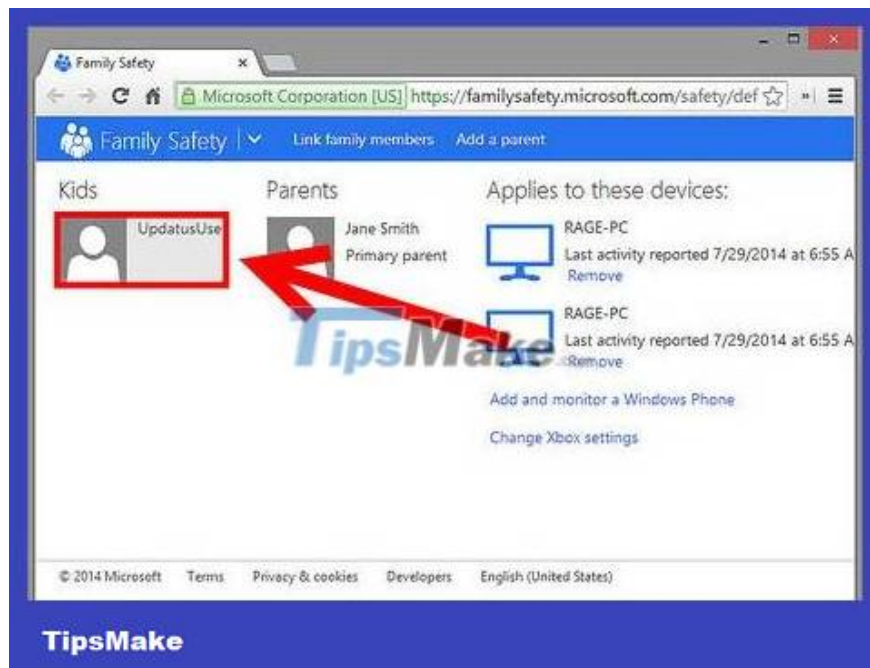 Family Safety
Microsoft Corporation [US] https://familysafety.microsoft.com/safety/def
Family Safety Link family members Add a parent
Kids
UpdatusUse
Parents
Jane Smith
Primary parent
Applies to these devices:
RAGE-PC
Last activity reported 7/29/2014 at 6:55 A
Remove
RAGE-PC
Last activity reported 7/29/2014 at 6:55 A
Remove
TipsMake
Add and monitor a Windows Phone
Change Xbox settings
© 2014 Microsoft Terms Privacy & cookies Developers English (United States)
TipsMake